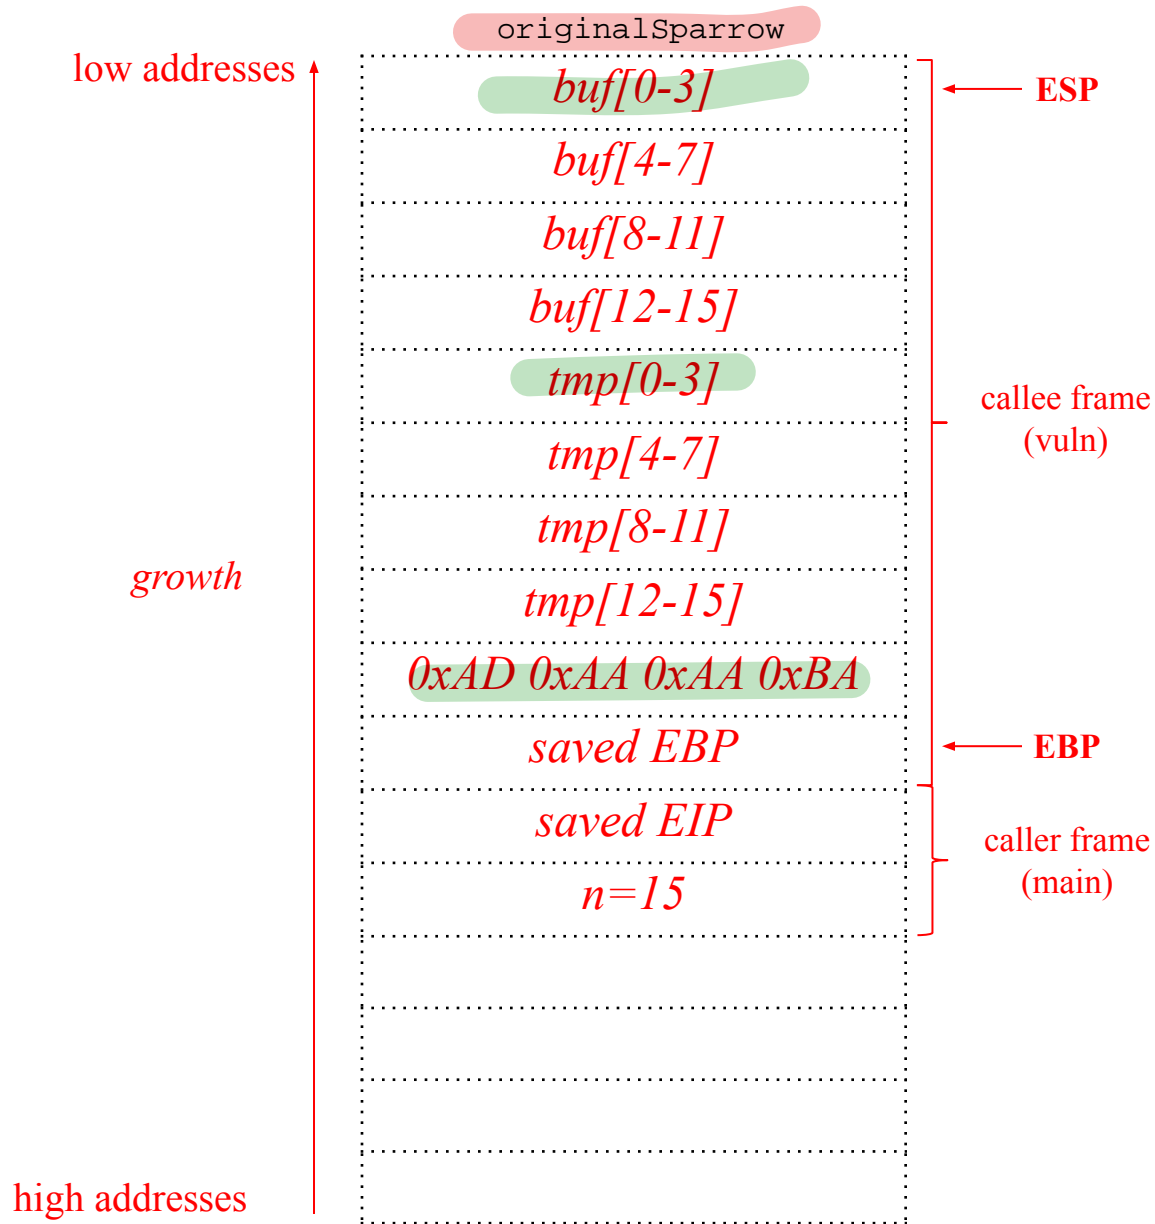 originalSparrow
low addresses
buf[0-3]
ESP
buf[4-7]
buf[8-11]
buf[12-15]
tmp[0-3]
callee frame
(vuln)
tmp[4-7]
tmp[8-11]
growth
tmp[12-15]
0xAD 0xAA 0xAA 0xBA
saved EBP
EBP
saved EIP
caller frame
(main)
n=15
high addresses